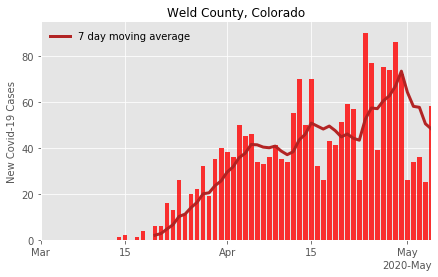 Weld County, Colorado
7 day moving average
New Covid-19 Cases
80
60
40
20
0
Mar
15
Apr
15
May
2020-May